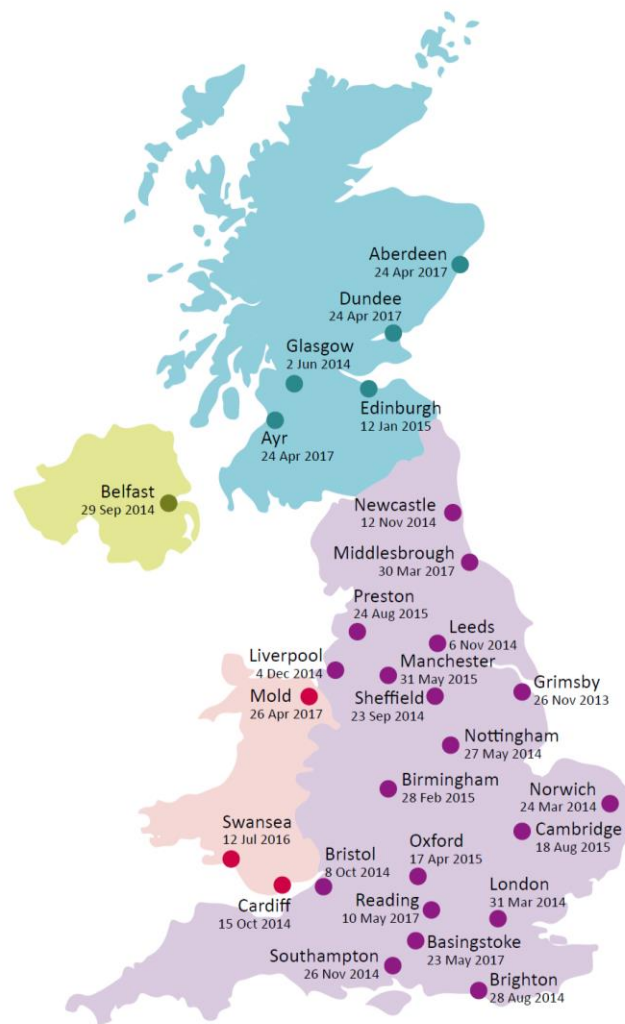 Aberdeen
24 Apr 2017
Dundee
24 Apr 2017
Glasgow
2 Jun 2014
Edinburgh
12 Jan 2015
Ayr
24 Apr 2017
Belfast
29 Sep 2014
Newcastle
12 Nov 2014
Middlesbrough
30 Mar 2017
Preston
24 Aug 2015
Leeds
6 Nov 2014
Liverpool
4 Dec 2014
Manchester
31 May 2015
Mold
26 Apr 2017
Sheffield
23 Sep 2014
Grimsby
26 Nov 2013
Nottingham
27 May 2014
Birmingham
28 Feb 2015
Norwich
24 Mar 2014
Cambridge
18 Aug 2015
Swansea
12 Jul 2016
Bristol
8 Oct 2014
Oxford
17 Apr 2015
Cardiff
15 Oct 2014
Reading
10 May 2017
London
31 Mar 2014
Basingstoke
23 May 2017
Southampton
26 Nov 2014
Brighton
28 Aug 2014